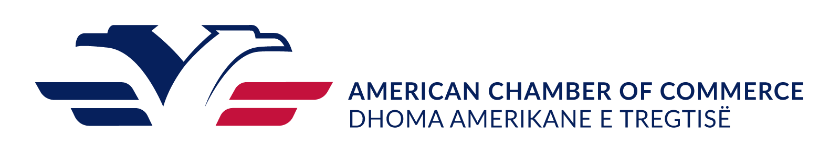 AMERICAN CHAMBER OF COMMERCE
DHOMA AMERIKANE E TREGTISË